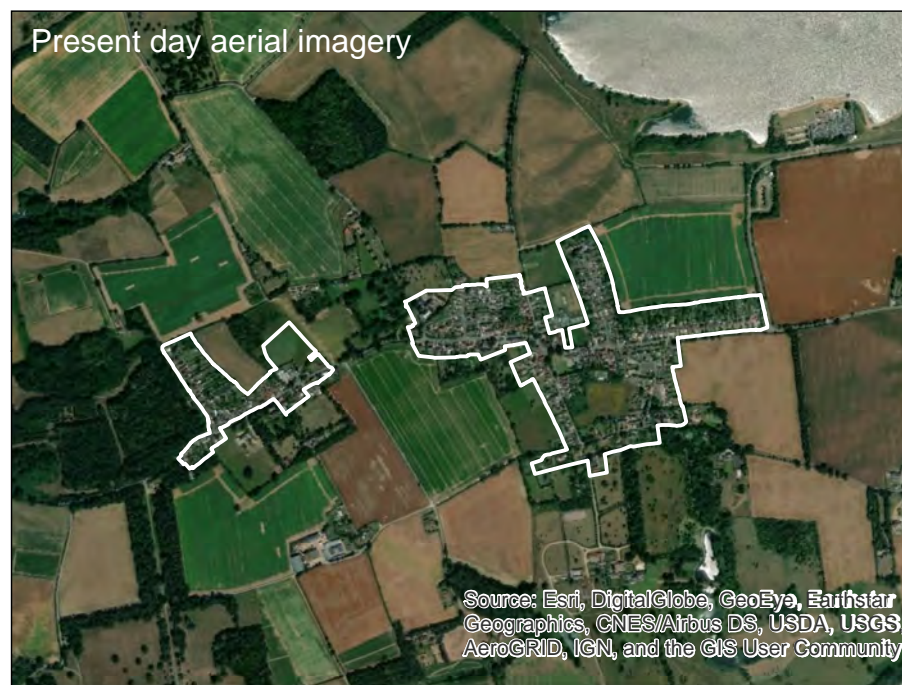 Present day aerial imagery
Source: Esri, DigitalGlobe, GeoEye, Earthstar
Geographics, CNES/Airbus DS, USDA, USGS,
AeroGRID, IGN, and the GIS User Community